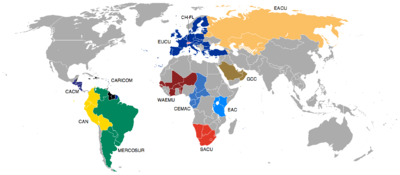 EACU
CH-FL
EUCU
GCC
CARICOM
CACM
WAEMU
CEMAC
EAC
CAN
MERCOSUR
SACU